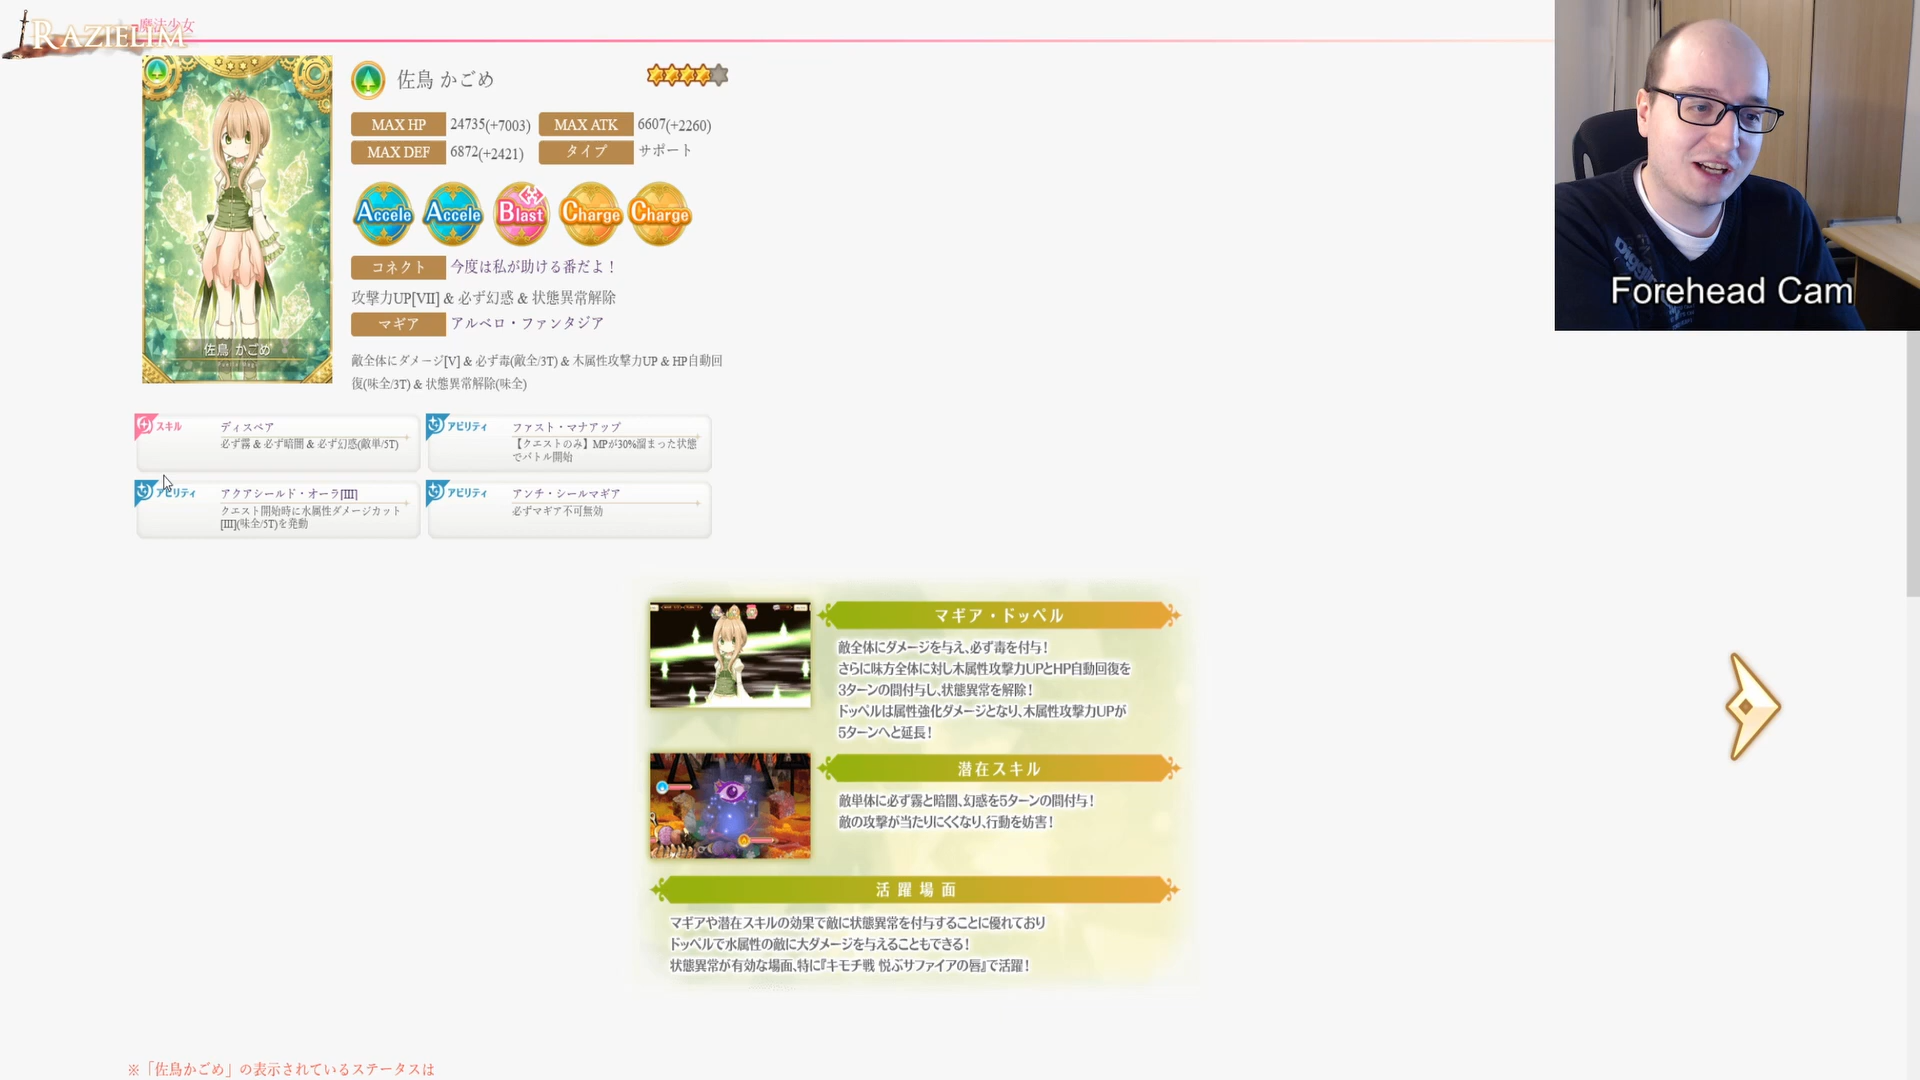 RAZIELIM
魔法少女
佐鳥 かごめ
MAX HP 24735(+7003) MAX ATK 6607(+2260)
MAX DEF 6872(+2421) タイプ サポート
Accele Accele Blast Charge Charge
コネクト 今度は私が助ける番だよ!
攻撃力UP[VII] & 必ず幻惑 & 状態異常解除
マギア アルベロ・ファンタジア
敵全体にダメージ[V] & 必ず毒(敵全/3T) & 木属性攻撃力UP & HP自動回
復(味全/3T) & 状態異常解除(味全)
佐鳥 かごめ
スキル ディスペア
必ず霧 & 必ず暗闇 & 必ず幻惑(敵単/5T)
アビリティ ファスト・マナアップ
【クエストのみ】MPが30%溜まった状態
でバトル開始
アビリティ アクアシールド・オーラ[III]
クエスト開始時に水属性ダメージカット
[III](味全/5T)を発動
アビリティ アンチ・シールマギア
必ずマギア不可無効
マギア・ドッペル
敵全体にダメージを与え、必ず毒を付与!
さらに味方全体に対し木属性攻撃力UPとHP自動回復を
3ターンの間付与し、状態異常を解除!
ドッペルは属性強化ダメージとなり、木属性攻撃力UPが
5ターンへと延長!
潜在スキル
敵単体に必ず霧と暗闇、幻惑を5ターンの間付与!
敵の攻撃が当たりにくくなり、行動を妨害!
活躍場面
マギアや潜在スキルの効果で敵に状態異常を付与することに優れており
ドッペルで水属性の敵に大ダメージを与えることもできる!
状態異常が有効な場面、特に『キモチ戦 悦ぶサファイアの唇』で活躍!
※「佐鳥かごめ」の表示されているステータスは
Forehead Cam